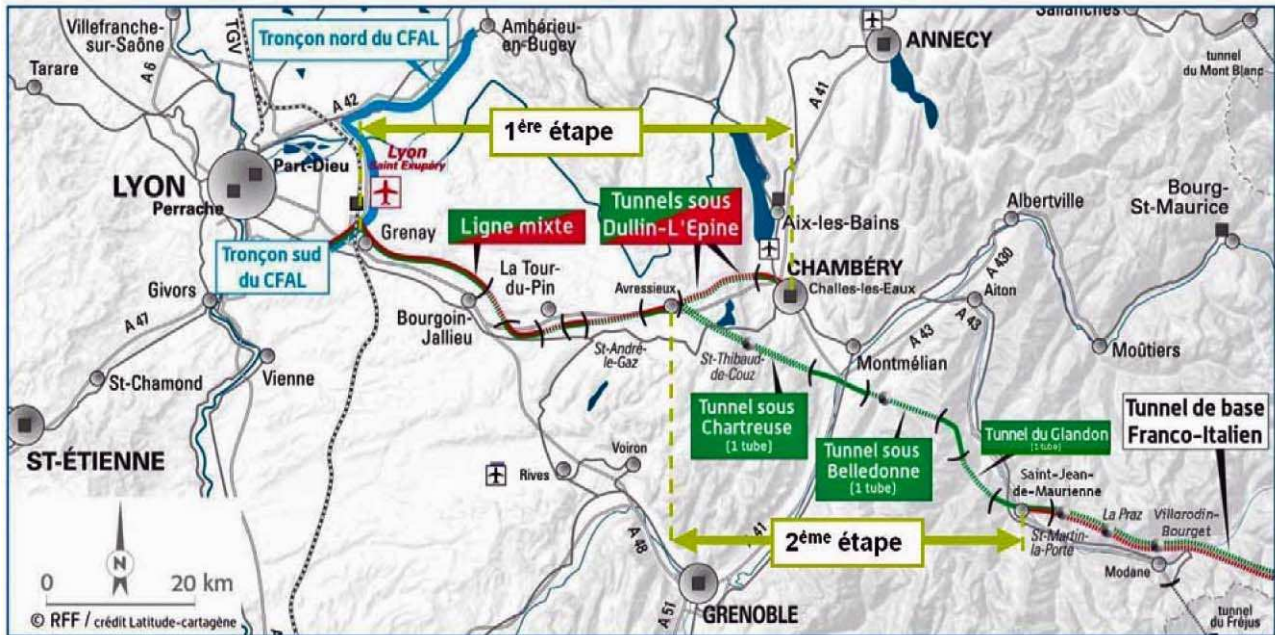 Villefranche-
sur-Saône
Tarare
A 6
TGV
Tronçon nord du CFAL
Ambérieu-
en-Bugey
A 42
ANNECY
A 41
Sallanches
tunnel
du Mont Blanc
1ère étape
Part-Dieu
LYON
Perrache
Lyon
Saint Exupéry
Grenay
Tronçon sud
du CFAL
Ligne mixte
Tunnels sous
Dullin-L'Epine
Aix-les-Bains
Albertville
Bourg-
St-Maurice
CHAMBÉRY
Challes-les-Eaux
A 430
Aiton
A 43
A 43
Givors
A 47
La Tour-
du-Pin
Avressieux
Bourgoin-
Jallieu
St-André-
le-Gaz
St-Thibaud-
de-Couz
Montmélian
Moûtiers
St-Chamond
Vienne
ST-ÉTIENNE
Tunnel sous
Chartreuse
(1 tube)
Tunnel sous
Belledonne
(1 tube)
Tunnel du Glandon
(1 tube)
Tunnel de base
Franco-Italien
Voiron
Rives
Saint-Jean-
de-Maurienne
La Praz
Villarodin-
Bourget
St-Martin-
la-Porte
Modane
A 48
A 41
2ème étape
GRENOBLE
A 51
tunnel
du Fréjus
N
0 20 km
© RFF / crédit Latitude-cartagène